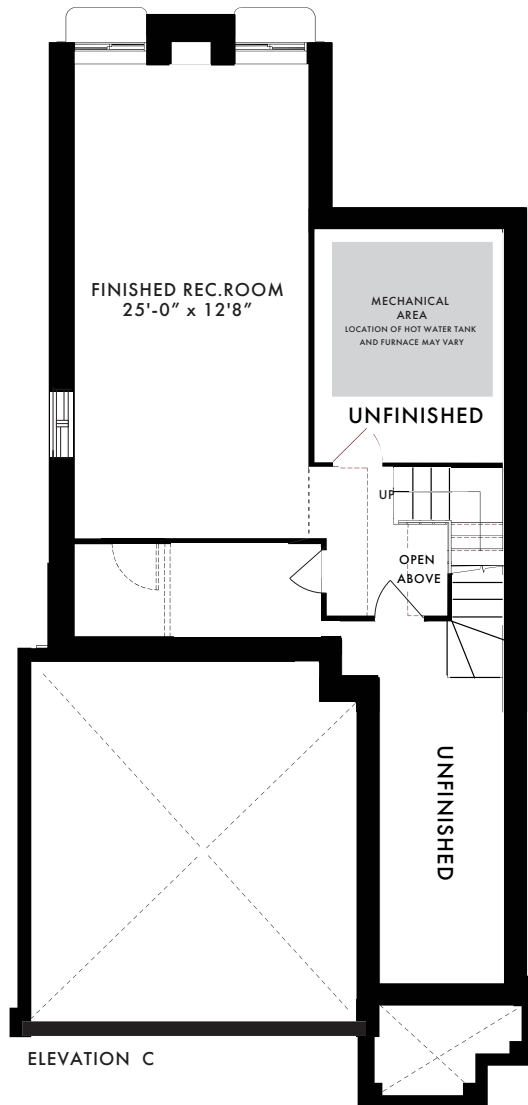 FINISHED REC.ROOM
25'-0" x 12'8"
MECHANICAL
AREA
LOCATION OF HOT WATER TANK
AND FURNACE MAY VARY
UNFINISHED
UP
OPEN
ABOVE
UNFINISHED
ELEVATION C